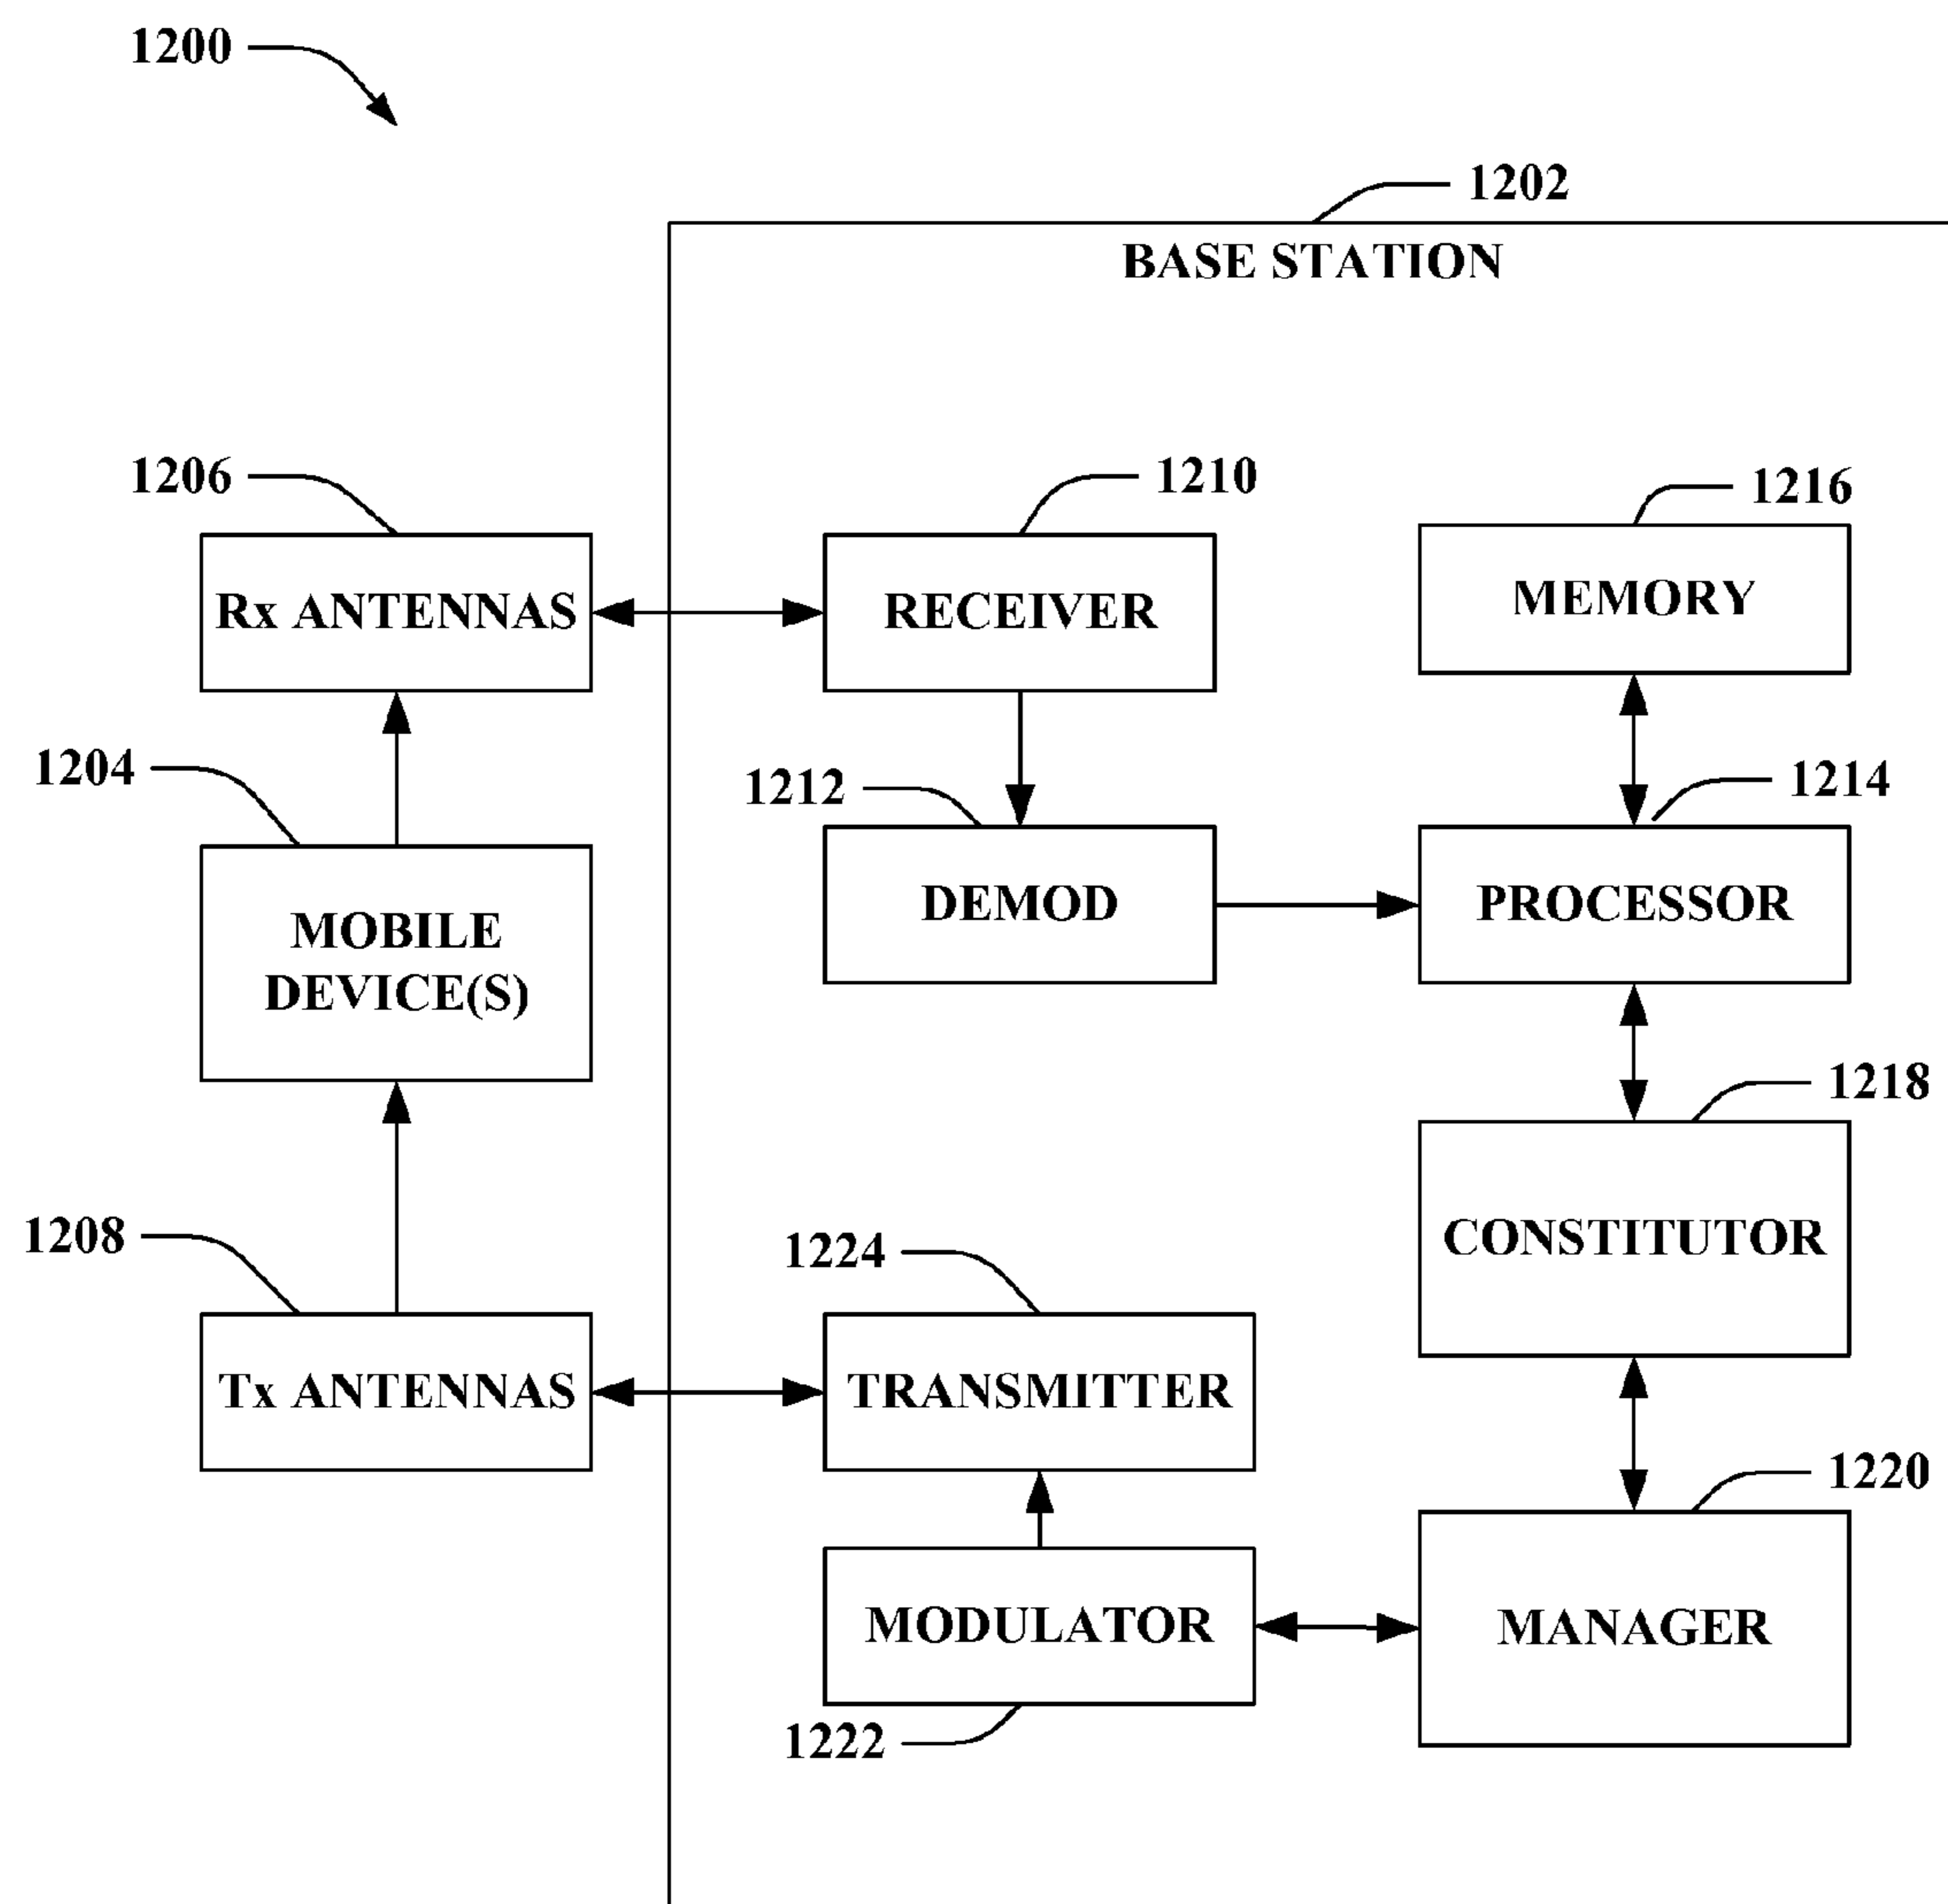 1200
1202
BASE STATION
1206
1210
1216
Rx ANTENNAS
RECEIVER
MEMORY
1204
1212
1214
MOBILE
DEVICE(S)
DEMOD
PROCESSOR
1218
1208
1224
CONSTITUTOR
Tx ANTENNAS
TRANSMITTER
1220
MODULATOR
MANAGER
1222